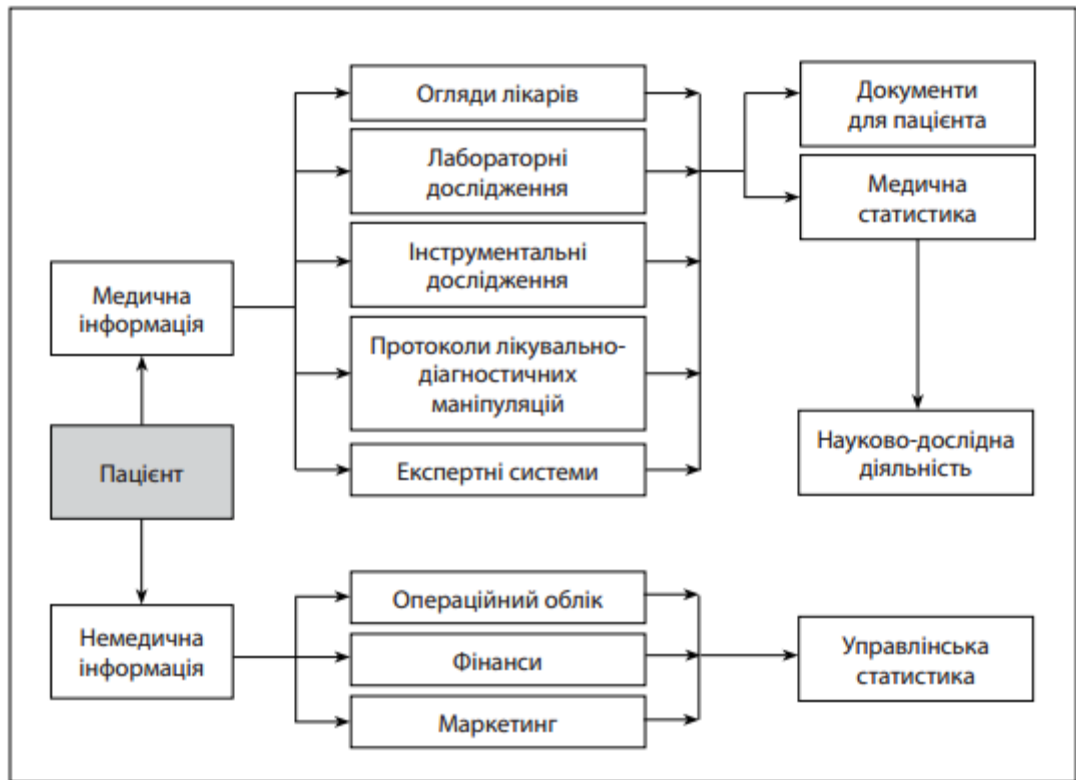 Огляди лікарів
Лабораторні
дослідження
Інструментальні
дослідження
Протоколи лікувально-
діагностичних
маніпуляцій
Експертні системи
Документи
для пацієнта
Медична
статистика
Науково-дослідна
діяльність
Медична
інформація
Пацієнт
Немедична
інформація
Операційний облік
Фінанси
Маркетинг
Управлінська
статистика